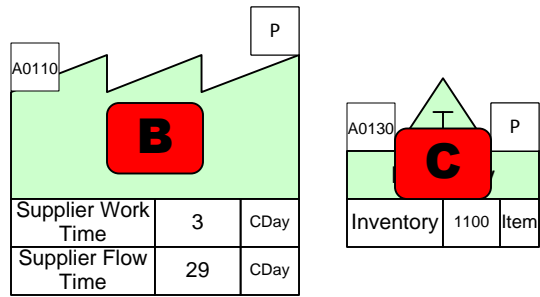 P
A0110
B
Supplier Work
Time
3
CDay
Supplier Flow
Time
29
CDay
A0130
P
C
Inventory
1100
Item